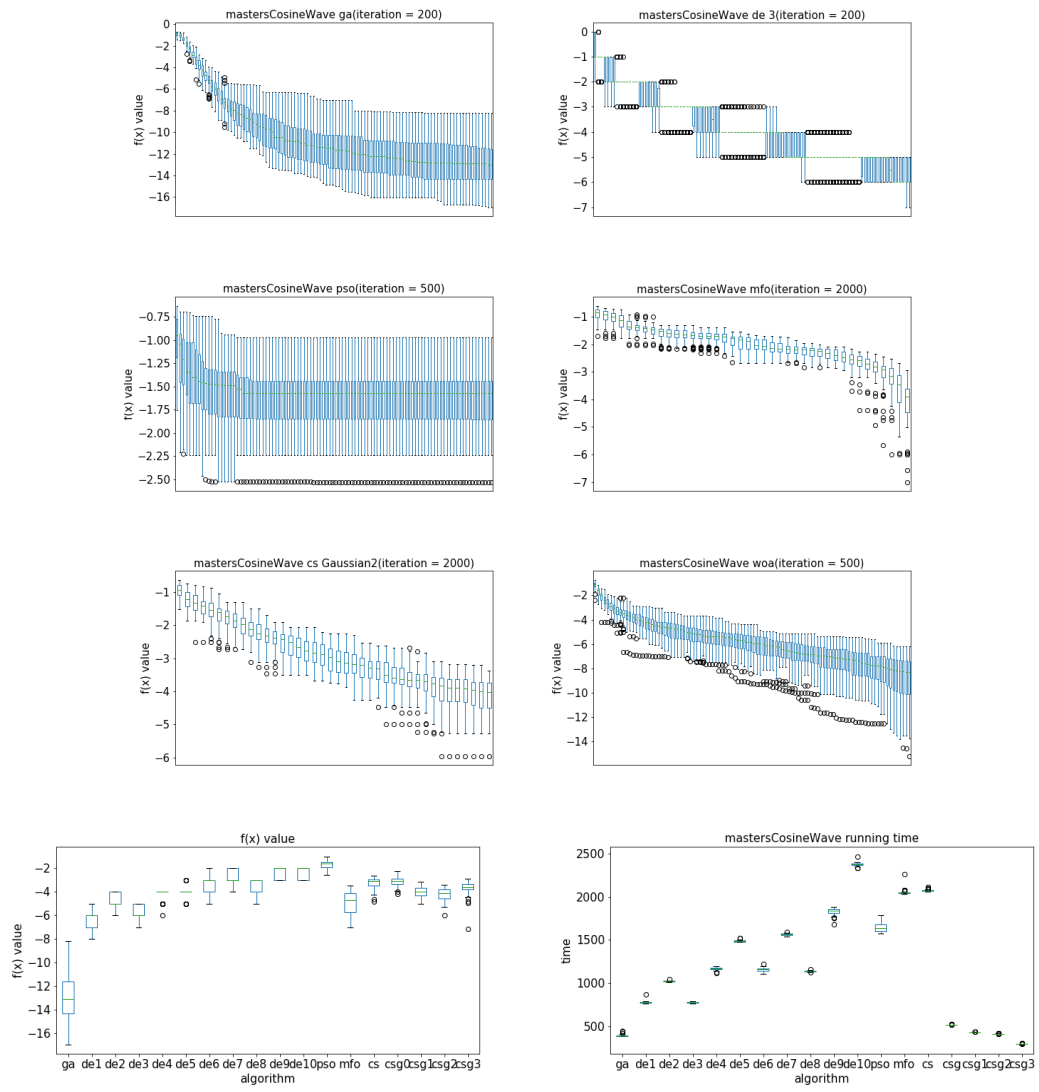 mastersCosineWave ga(iteration = 200)
0
−2
−4
−6
−8
−10
−12
−14
−16
f(x) value
mastersCosineWave de 3(iteration = 200)
0
−1
−2
−3
−4
−5
−6
−7
f(x) value
mastersCosineWave pso(iteration = 500)
−0.75
−1.00
−1.25
−1.50
−1.75
−2.00
−2.25
−2.50
f(x) value
mastersCosineWave mfo(iteration = 2000)
−1
−2
−3
−4
−5
−6
−7
f(x) value
mastersCosineWave cs Gaussian2(iteration = 2000)
−1
−2
−3
−4
−5
−6
f(x) value
mastersCosineWave woa(iteration = 500)
−2
−4
−6
−8
−10
−12
−14
f(x) value
f(x) value
−2
−4
−6
−8
−10
−12
−14
−16
f(x) value
ga de1 de2 de3 de4 de5 de6 de7 de8 de9 de10 pso mfo cs csg0 csg1 csg2 csg3
algorithm
mastersCosineWave running time
2500
2000
1500
1000
500
time
ga de1 de2 de3 de4 de5 de6 de7 de8 de9 de10 pso mfo cs csg0 csg1 csg2 csg3
algorithm